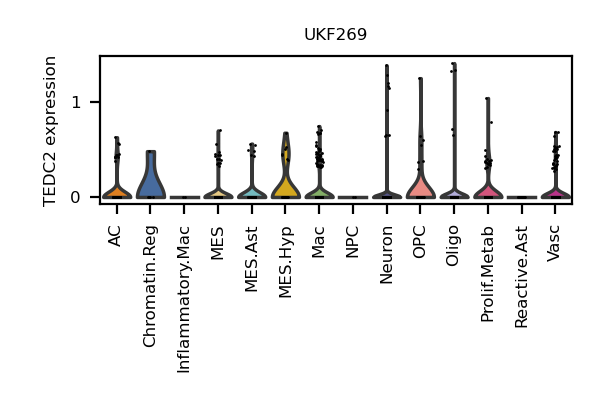 UKF269
TEDC2 expression
1
0
AC
Chromatin.Reg
Inflammatory.Mac
MES
MES.Ast
MES.Hyp
Mac
NPC
Neuron
OPC
Oligo
Prolif.Metab
Reactive.Ast
Vasc